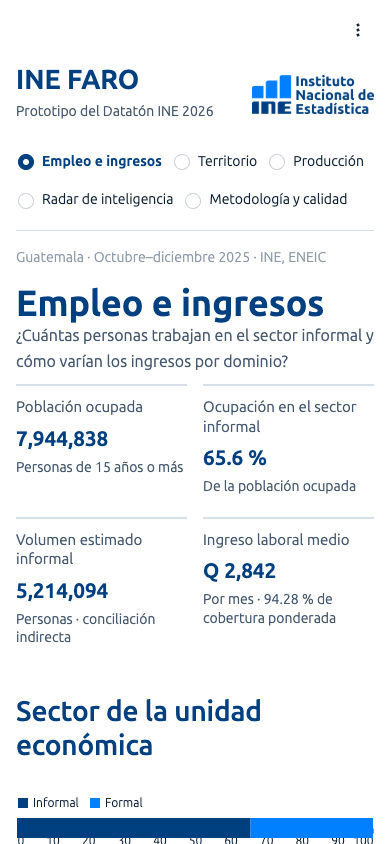 INE FARO
Prototipo del Datatón INE 2026
Instituto
Nacional de
Estadística
INE
Empleo e ingresos
Territorio
Producción
Radar de inteligencia
Metodología y calidad
Guatemala · Octubre–diciembre 2025 · INE, ENEIC
Empleo e ingresos
¿Cuántas personas trabajan en el sector informal y
cómo varían los ingresos por dominio?
Población ocupada
7,944,838
Personas de 15 años o más
Ocupación en el sector
informal
65.6 %
De la población ocupada
Volumen estimado
informal
5,214,094
Personas · conciliación
indirecta
Ingreso laboral medio
Q 2,842
Por mes · 94.28 % de
cobertura ponderada
Sector de la unidad
económica
Informal
Formal
0 10 20 30 40 50 60 70 80 90 100